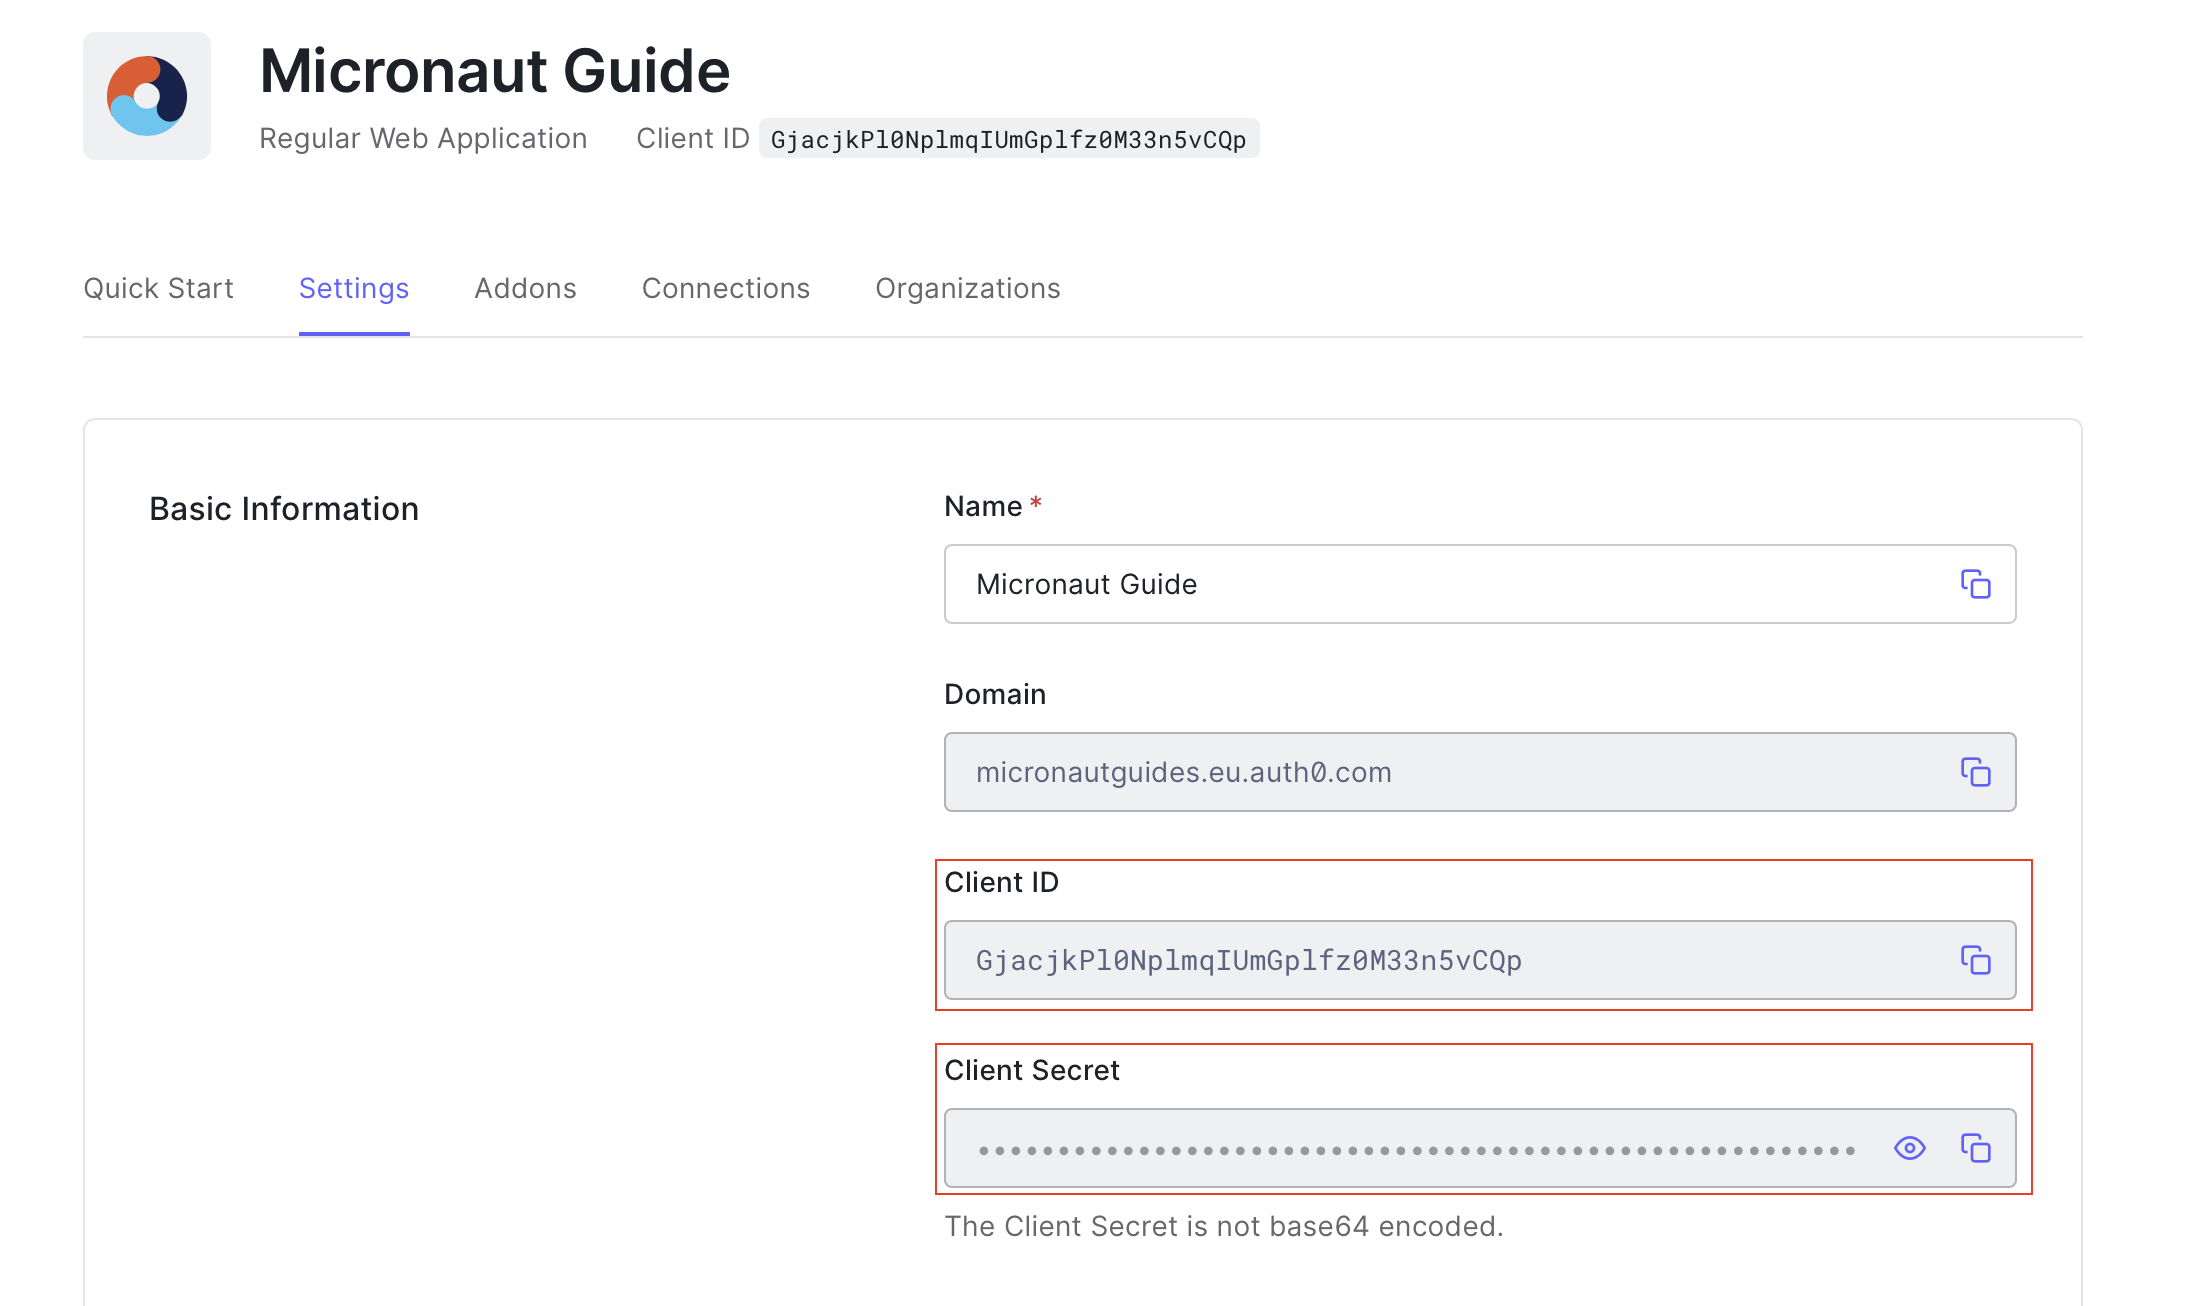 Micronaut Guide
Regular Web Application Client ID GjacjkPl0NplmqIUmGplfz0M33n5vCQp
Quick Start Settings Addons Connections Organizations
Basic Information
Name *
Micronaut Guide
Domain
micronautguides.eu.auth0.com
Client ID
GjacjkPl0NplmqIUmGplfz0M33n5vCQp
Client Secret
The Client Secret is not base64 encoded.